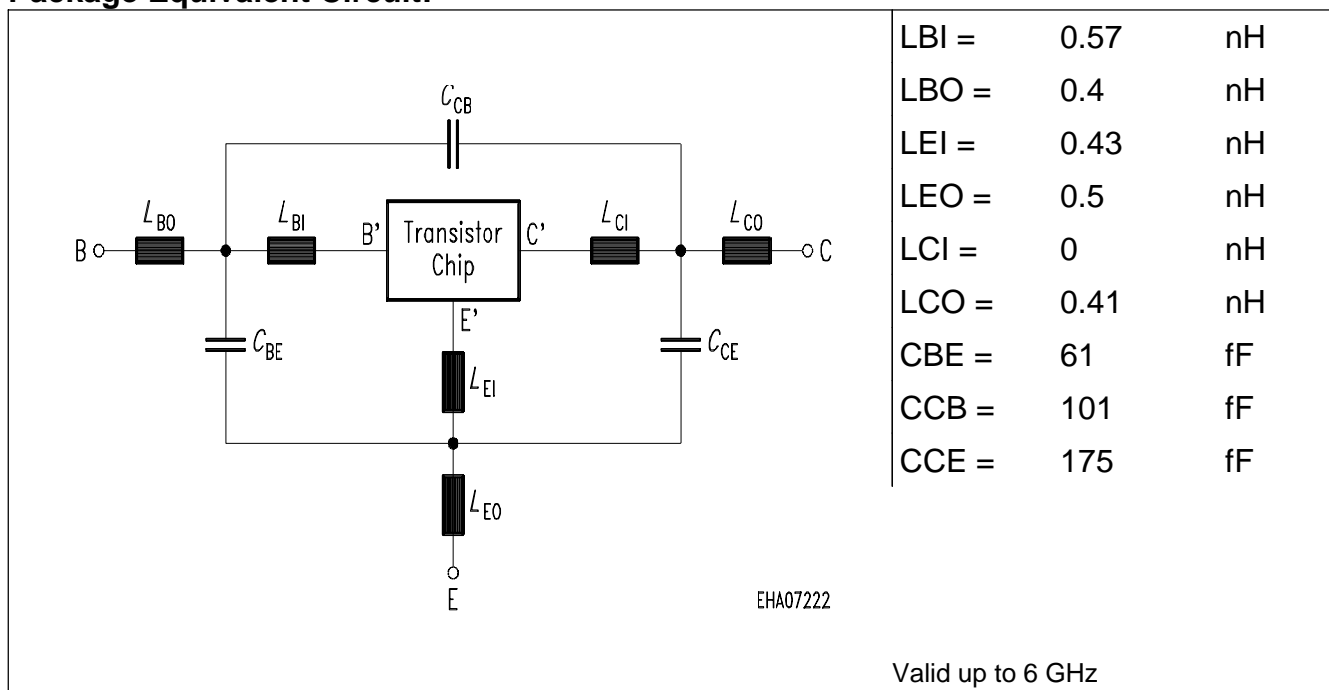 Package Equivalent Circuit:
LBI = 0.57 nH
LBO = 0.4 nH
LEI = 0.43 nH
LEO = 0.5 nH
LCI = 0 nH
LCO = 0.41 nH
CBE = 61 fF
CCB = 101 fF
CCE = 175 fF
Valid up to 6 GHz
C_CB
L_BO L_BI B' Transistor C' L_CI L_CO
B Chip C
E'
C_BE C_CE
L_EI
L_EO
E
EHA07222